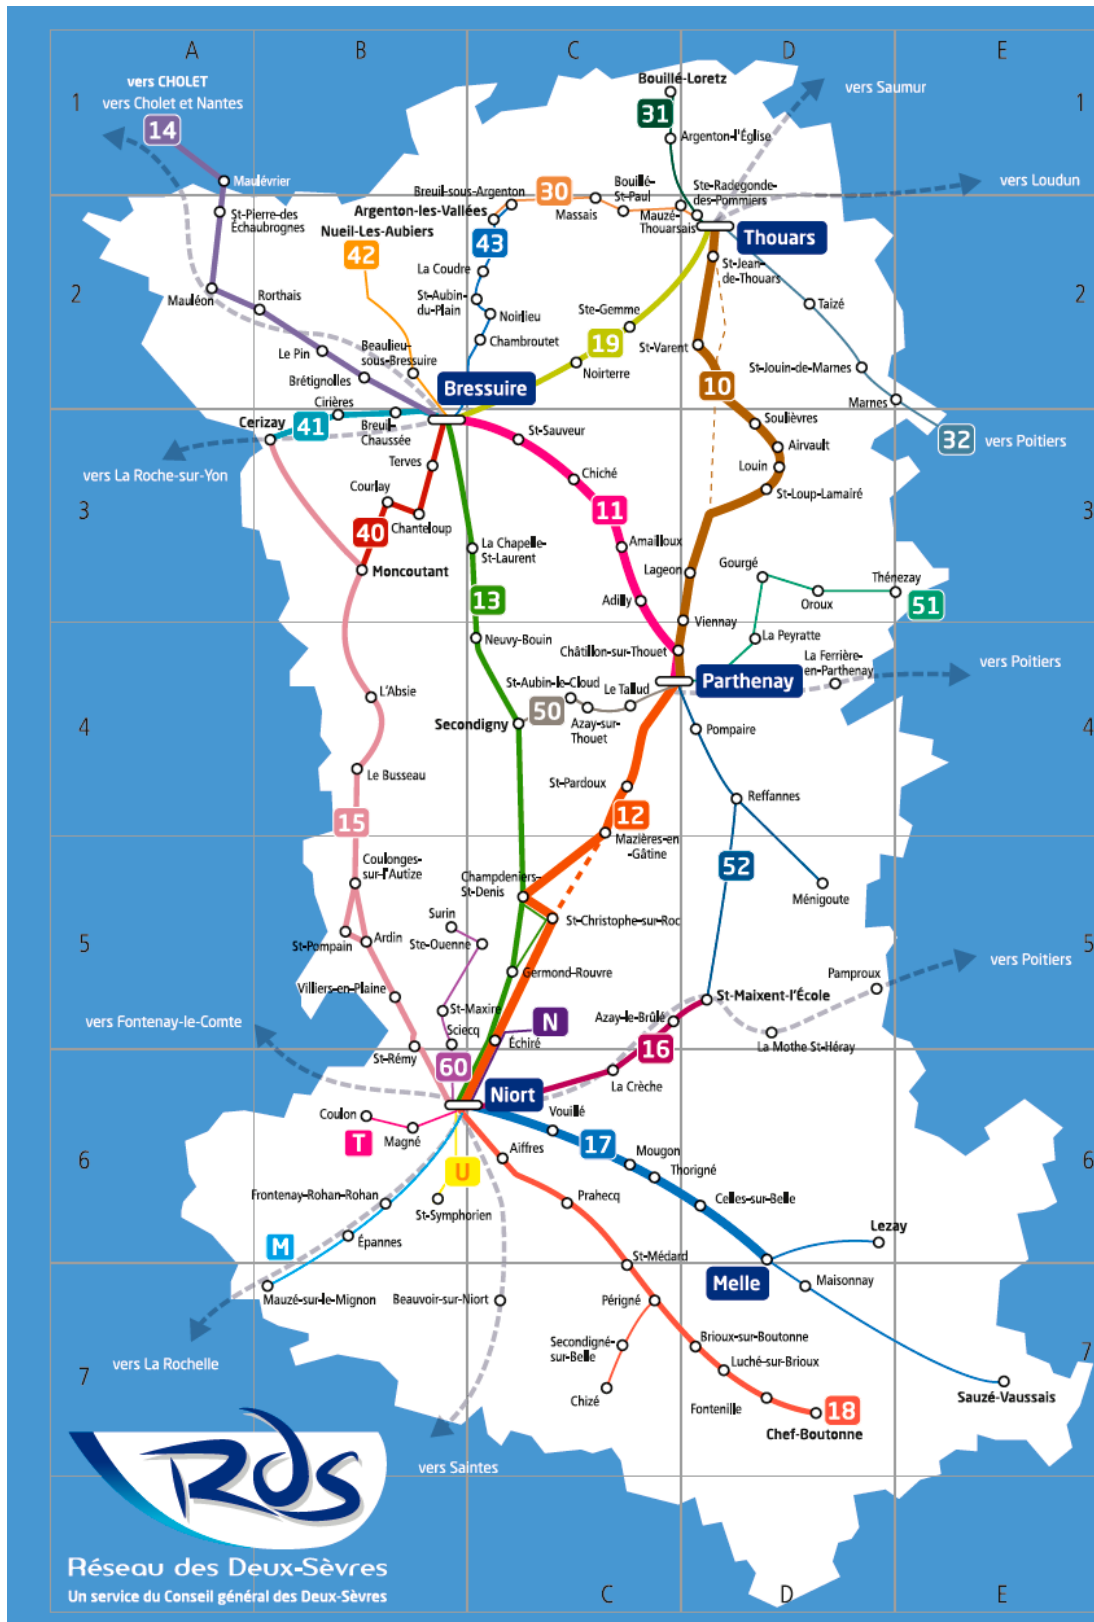 A
B
C
D
E
1
1
vers CHOLET
vers Cholet et Nantes
14
Bouillé-Loretz
vers Saumur
31
Argenton-l'Église
Maulévrier
vers Loudun
Breuil-sous-Argenton
30
Bouillé-
St-Paul
Ste-Radegonde-
des-Pommiers
St-Pierre-des
Échaubrognes
Argenton-les-Vallées
Massais
Mauzé-
Thouarsais
Nueil-Les-Aubiers
42
43
Thouars
La Coudre
St-Jean-
de-Thouars
2
2
Mauléon
Rorthais
St-Aubin-
du-Plain
Noirlieu
Ste-Gemme
Taizé
Chambroutet
19
St-Varent
Le Pin
Beaulieu-
sous-Bressuire
Noirterre
St-Jouin-de-Marnes
Brétignolles
Bressuire
10
Marnes
Cirières
Cerizay
41
Breuil-
Chaussée
St-Sauveur
Soulièvres
32
vers Poitiers
Airvault
vers La Roche-sur-Yon
Terves
Chiché
Louin
Courlay
St-Loup-Lamairé
3
3
Chanteloup
11
40
La Chapelle-
St-Laurent
Amailloux
Moncoutant
Lageon
Gourgé
Thénezay
13
Adilly
Oroux
51
Viennay
Neuvy-Bouin
La Peyratte
Châtillon-sur-Thouet
La Ferrière-
en-Parthenay
vers Poitiers
St-Aubin-le-Cloud
Le Tallud
Parthenay
L'Absie
50
Secondigny
Azay-sur-
Thouet
Pompaire
4
4
Le Busseau
St-Pardoux
Reffannes
15
12
Mazières-en
-Gâtine
Coulonges-
sur-l'Autize
Champdeniers-
St-Denis
52
Ménigoute
Surin
St-Christophe-sur-Roc
St-Pompain
Ardin
Ste-Ouenne
5
5
Germond-Rouvre
Pamproux
vers Poitiers
Villiers-en-Plaine
St-Maixent-l'École
St-Maxire
vers Fontenay-le-Comte
N
Azay-le-Brûlé
Sciecq
Échiré
16
La Mothe St-Héray
St-Rémy
60
La Crèche
Niort
Coulon
Vouillé
T
Magné
17
Aiffres
Mougon
6
6
U
Thorigné
Frontenay-Rohan-Rohan
St-Symphorien
Prahecq
Celles-sur-Belle
Lezay
M
Épannes
St-Médard
Melle
Mauzé-sur-le-Mignon
Beauvoir-sur-Niort
Périgné
Maisonnay
Secondigné-
sur-Belle
Brioux-sur-Boutonne
vers La Rochelle
Luché-sur-Brioux
7
7
Chizé
Fontenille
Sauzé-Vaussais
18
Chef-Boutonne
vers Saintes
RDS
Réseau des Deux-Sèvres
Un service du Conseil général des Deux-Sèvres
C
D
E